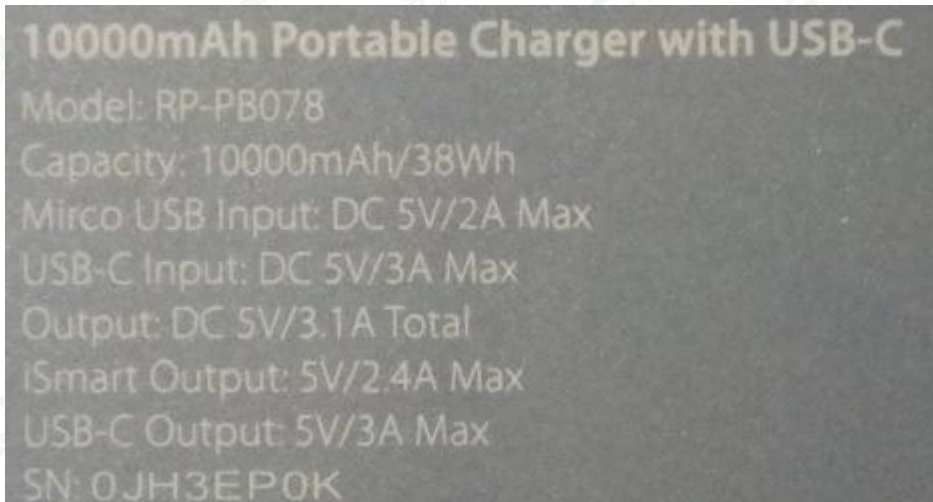 10000mAh Portable Charger with USB-C
Model: RP-PB078
Capacity: 10000mAh/38Wh
Mirco USB Input: DC 5V/2A Max
USB-C Input: DC 5V/3A Max
Output: DC 5V/3.1A Total
iSmart Output: 5V/2.4A Max
USB-C Output: 5V/3A Max
SN: 0JH3EP0K